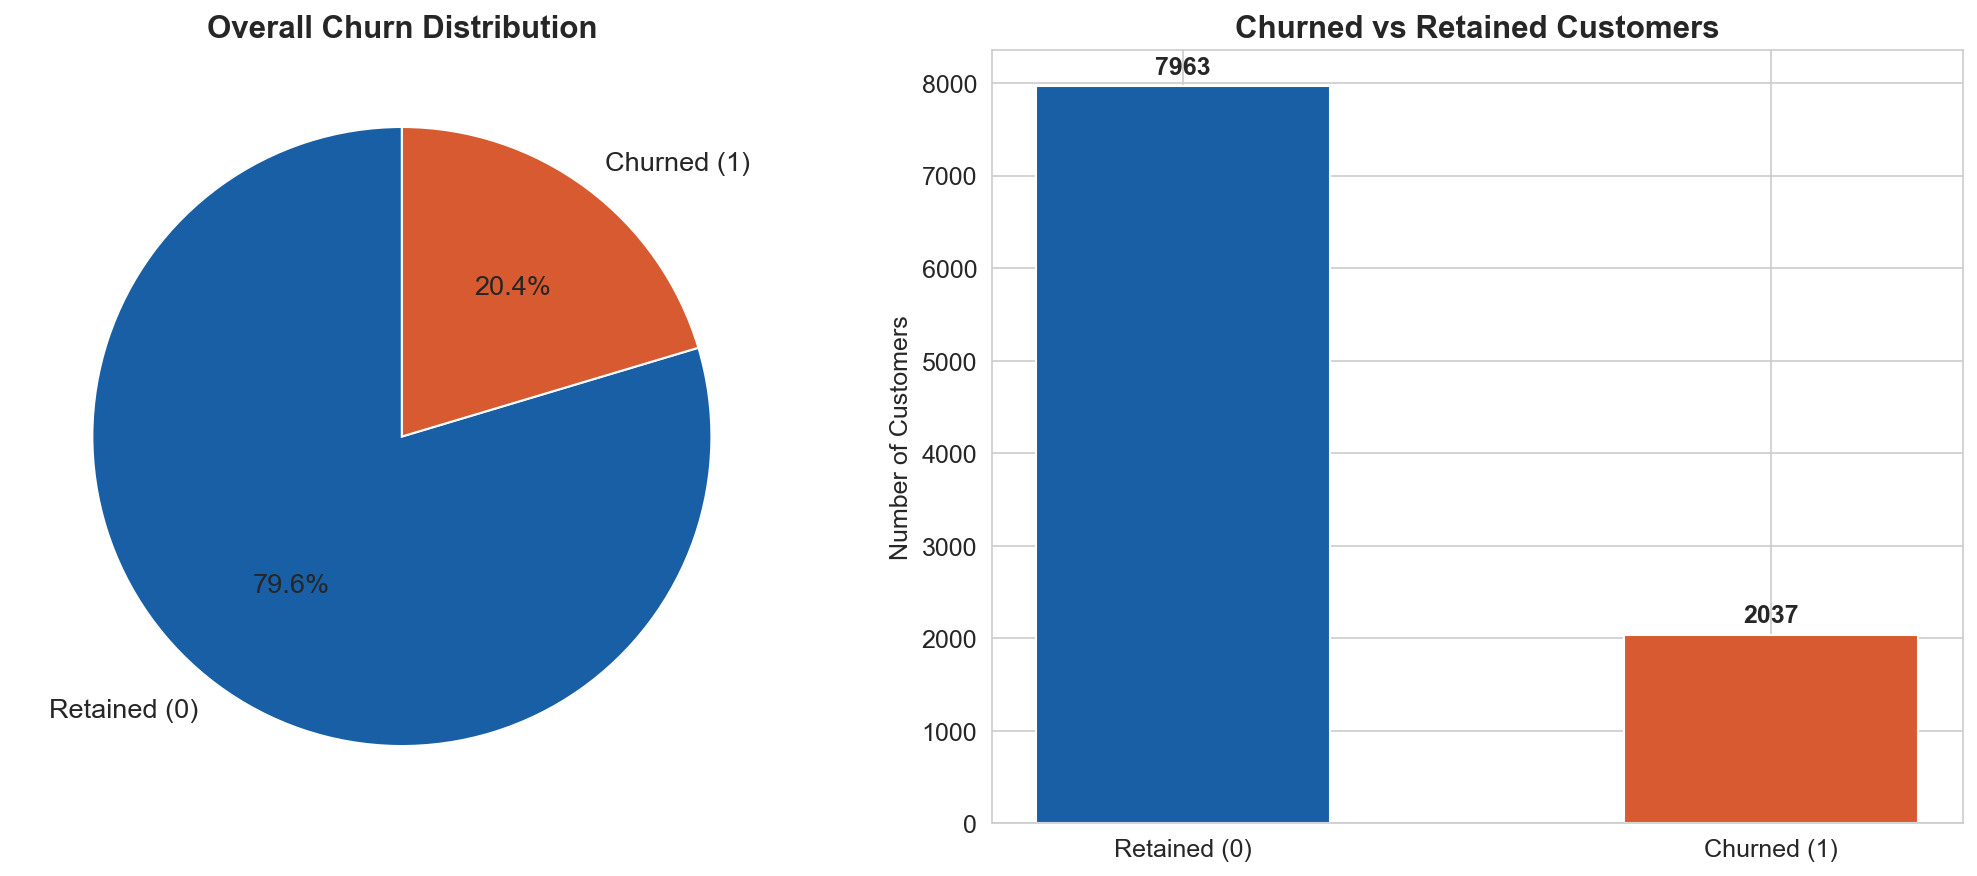 Overall Churn Distribution
Churned (1)
20.4%
79.6%
Retained (0)
Churned vs Retained Customers
Number of Customers
8000
7000
6000
5000
4000
3000
2000
1000
0
7963
2037
Retained (0)
Churned (1)